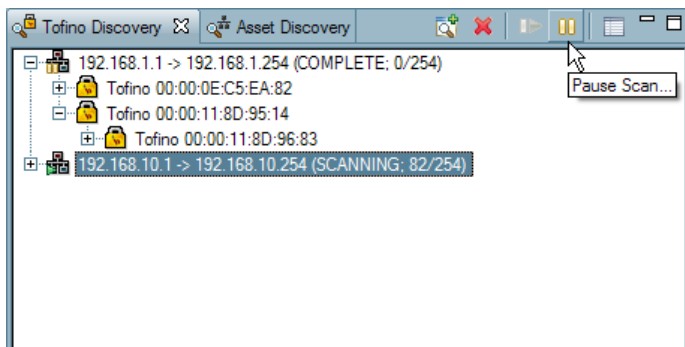 Tofino Discovery Asset Discovery
192.168.1.1 -> 192.168.1.254 (COMPLETE; 0/254)
Pause Scan...
Tofino 00:00:0E:C5:EA:82
Tofino 00:00:11:8D:95:14
Tofino 00:00:11:8D:96:83
192.168.10.1 -> 192.168.10.254 (SCANNING; 82/254)